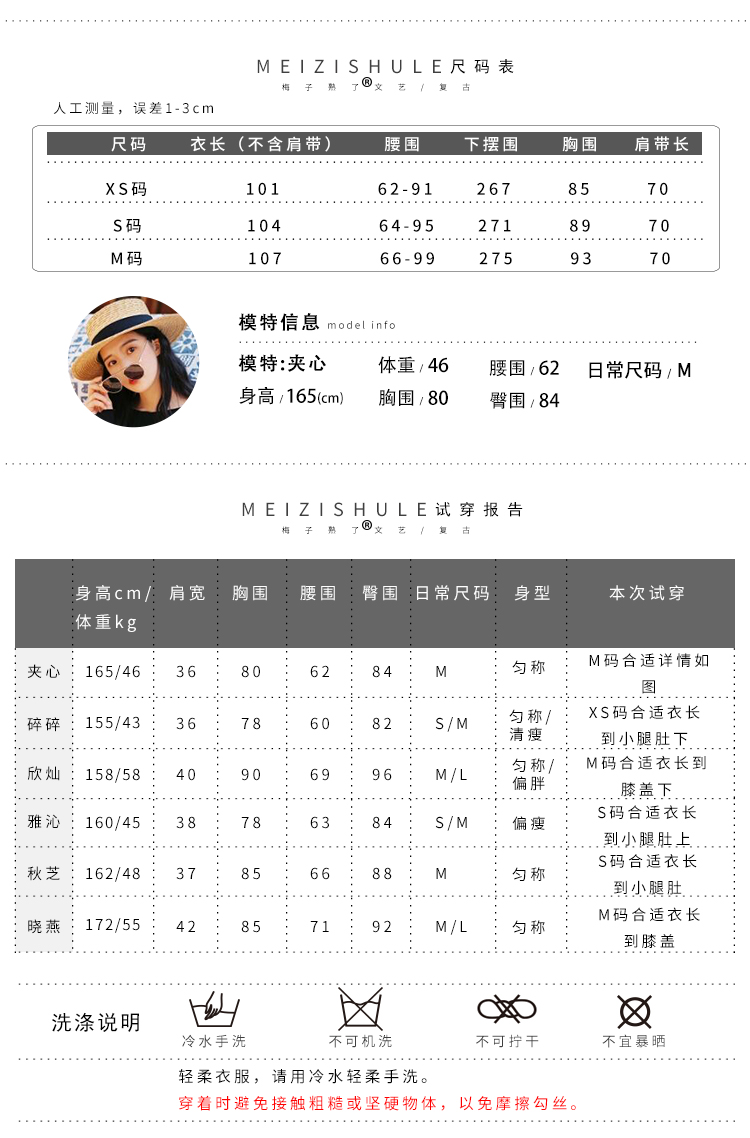 MEIZISHULE尺码表
梅子熟了®文艺/复古
人工测量，误差1-3cm
尺码 衣长（不含肩带） 腰围 下摆围 胸围 肩带长
XS码 101 62-91 267 85 70
S码 104 64-95 271 89 70
M码 107 66-99 275 93 70
模特信息 model info
模特:夹心 体重/46 腰围/62 日常尺码/M
身高/165(cm) 胸围/80 臀围/84
MEIZISHULE试穿报告
梅子熟了®文艺/复古
身高cm/ 肩宽 胸围 腰围 臀围 日常尺码 身型 本次试穿
体重kg
夹心 165/46 36 80 62 84 M 匀称 M码合适详情如
图
碎碎 155/43 36 78 60 82 S/M 匀称/ XS码合适衣长
清瘦 到小腿肚下
欣灿 158/58 40 90 69 96 M/L 匀称/ M码合适衣长到
偏胖 膝盖下
雅沁 160/45 38 78 63 84 S/M 偏瘦 S码合适衣长
到小腿肚上
秋芝 162/48 37 85 66 88 M 匀称 S码合适衣长
到小腿肚
晓燕 172/55 42 85 71 92 M/L 匀称 M码合适衣长
到膝盖
洗涤说明
冷水手洗 不可机洗 不可拧干 不宜暴晒
轻柔衣服，请用冷水轻柔手洗。
穿着时避免接触粗糙或坚硬物体，以免摩擦勾丝。